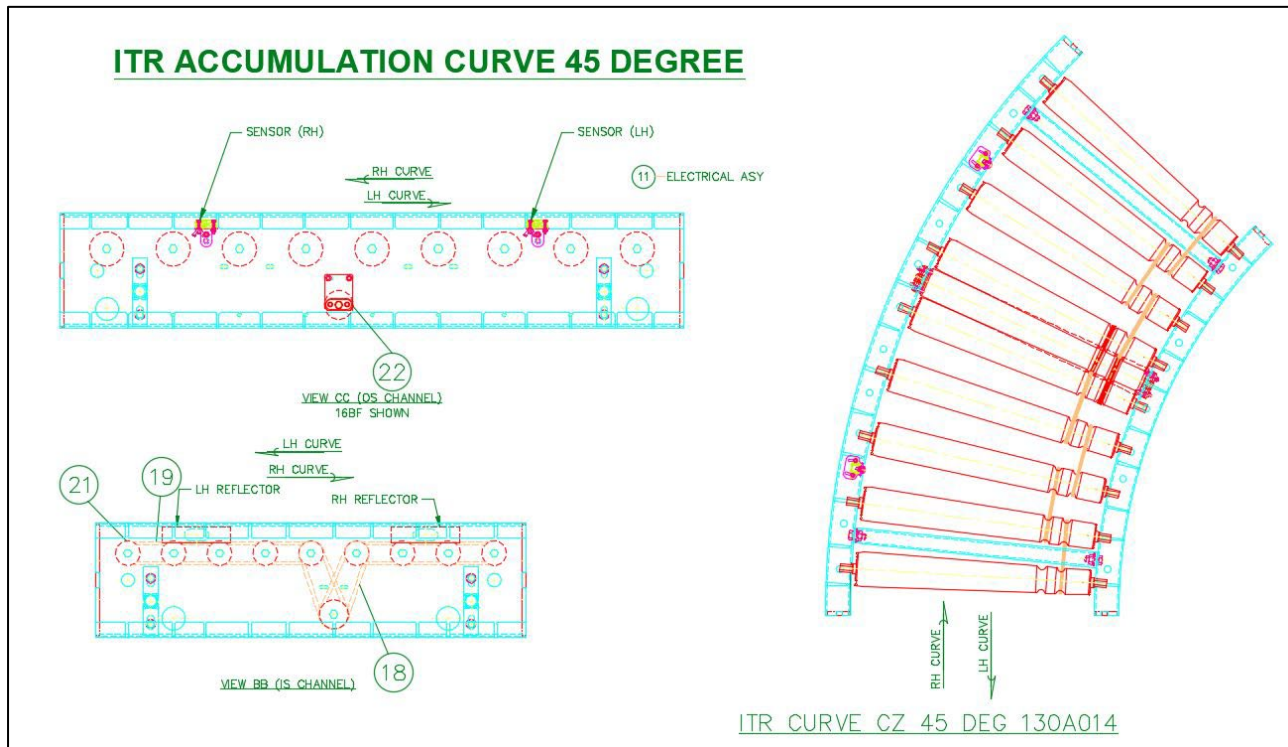 ITR ACCUMULATION CURVE 45 DEGREE
SENSOR (RH)
SENSOR (LH)
RH CURVE
LH CURVE
11 ELECTRICAL ASY
22
VIEW CC (OS CHANNEL)
16BF SHOWN
LH CURVE
RH CURVE
21
19
LH REFLECTOR
RH REFLECTOR
18
VIEW BB (IS CHANNEL)
RH CURVE
LH CURVE
ITR CURVE CZ 45 DEG 130A014